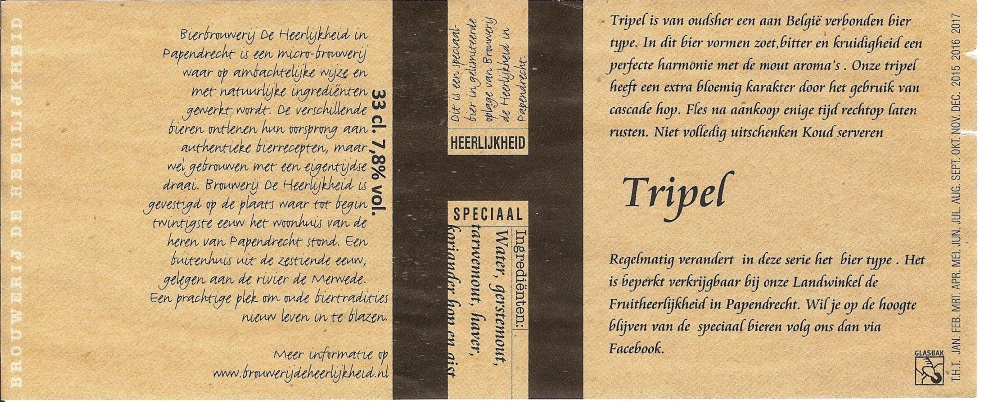 BROUWERIJ DE HEERLIJKHEID
Bierbrouwerij De Heerlijkheid in
Papendrecht is een micro-brouwerij
waar op ambachtelijke wijze en
met natuurlijke ingrediënten
gewerkt wordt. De verschillende
bieren ontlenen hun oorsprong aan
authentieke bierrecepten, maar
wel gebrouwen met een eigentijdse
draai. Brouwerij De Heerlijkheid is
gevestigd op de plaats waar tot begin
twintigste eeuw het woonhuis van de
heren van Papendrecht stond. Een
buitenhuis uit de zestiende eeuw,
gelegen aan de rivier de Merwede.
Een prachtige plek om oude biertradities
nieuw leven in te blazen.
Meer informatie op
www.brouwerijdeheerlijkheid.nl
33 cl. 7,8% vol.
Dit is een speciaal-
bier in gelimiteerde
oplage van Brouwerij
de Heerlijkheid in
Papendrecht
HEERLIJKHEID
SPECIAAL
Ingrediënten:
Water, gerstemout,
tarwemout, haver,
koriander hop en gist
Tripel is van oudsher een aan België verbonden bier
type. In dit bier vormen zoet,bitter en kruidigheid een
perfecte harmonie met de mout aroma's . Onze tripel
heeft een extra bloemig karakter door het gebruik van
cascade hop. Fles na aankoop enige tijd rechtop laten
rusten. Niet volledig uitschenken Koud serveren
Tripel
Regelmatig verandert in deze serie het bier type . Het
is beperkt verkrijgbaar bij onze Landwinkel de
Fruitheerlijkheid in Papendrecht. Wil je op de hoogte
blijven van de speciaal bieren volg ons dan via
Facebook.
GLASBAK
T.H.T. JAN. FEB. MRT. APR. MEI. JUN. JUL. AUG. SEPT. OKT. NOV. DEC. 2015 2016 2017